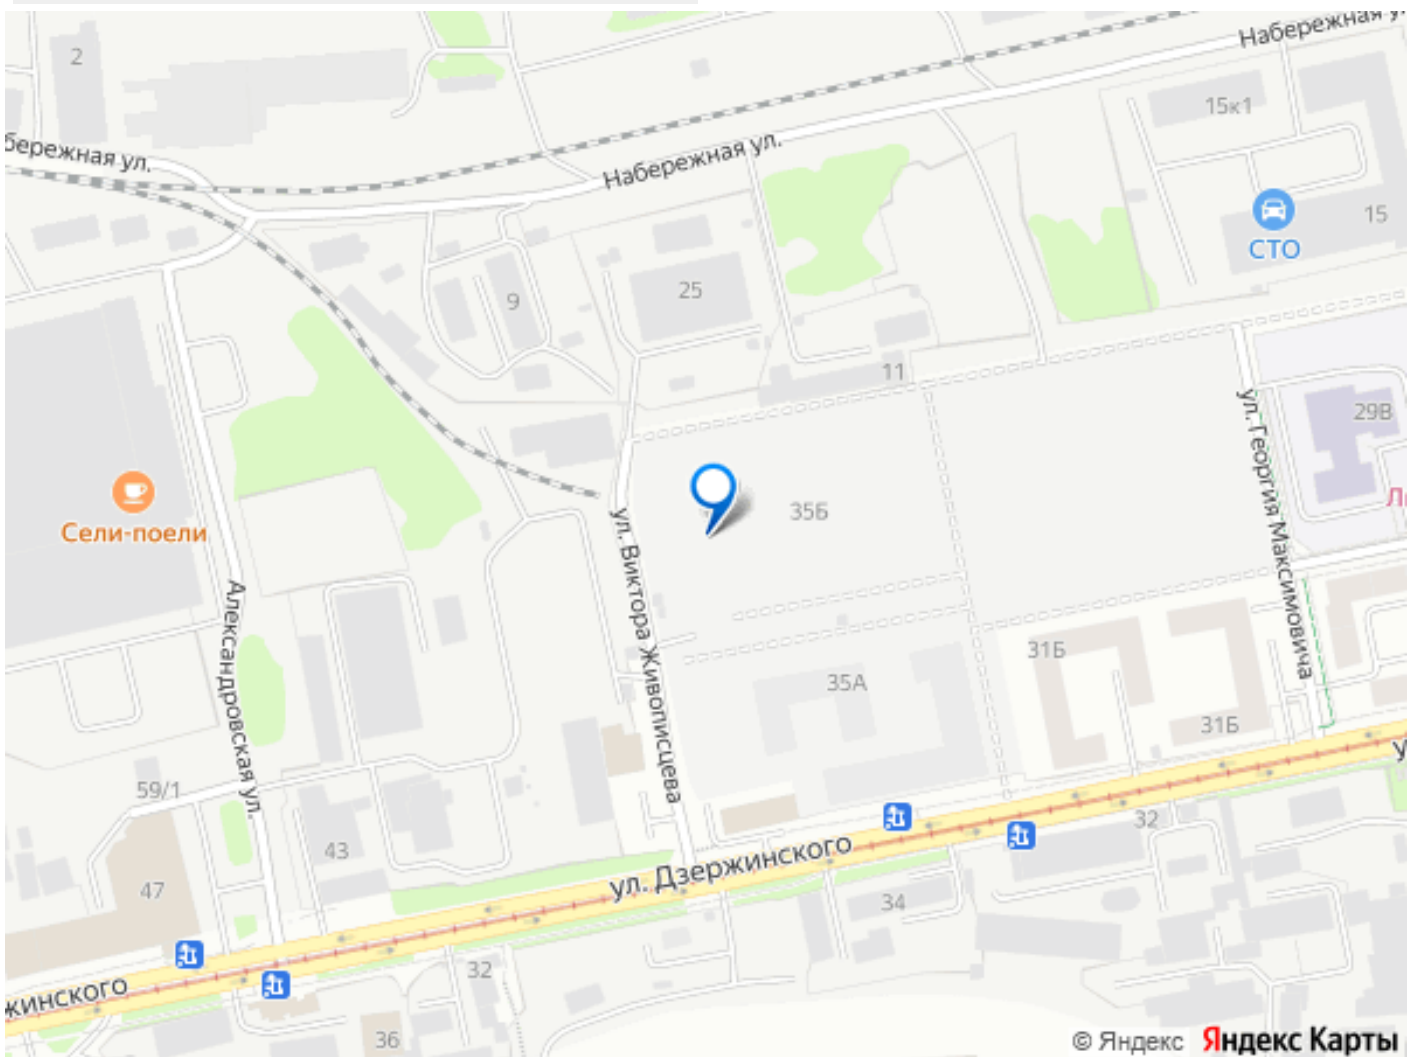 Набережная у.
2
15к1
бережная ул.
Набережная ул.
15
СТО
25
9
11
29В
ул. Георгия Максимовича
Сели-поели
35Б
ул. Виктора Живописцева
Александровская ул.
31Б
35А
31Б
59/1
32
43
ул. Дзержинского
47
34
32
жинского
36
© Яндекс Яндекс Карты